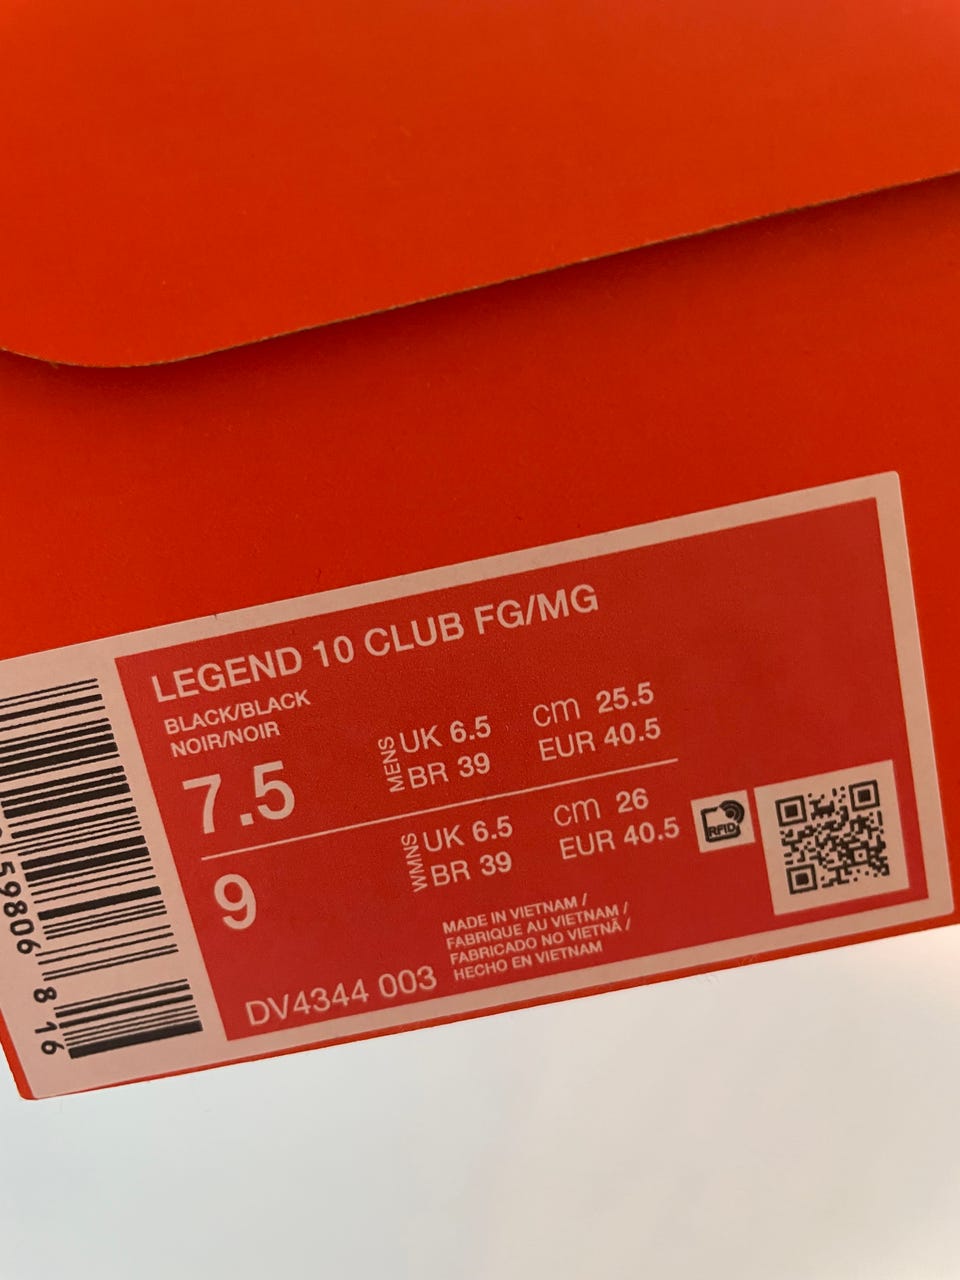 LEGEND 10 CLUB FG/MG
BLACK/BLACK
NOIR/NOIR
7.5
MENS
UK 6.5
BR 39
cm 25.5
EUR 40.5
9
WMNS
UK 6.5
BR 39
cm 26
EUR 40.5
RFID
MADE IN VIETNAM /
FABRIQUE AU VIETNAM /
FABRICADO NO VIETNÃ /
HECHO EN VIETNAM
DV4344 003
59806 8 16